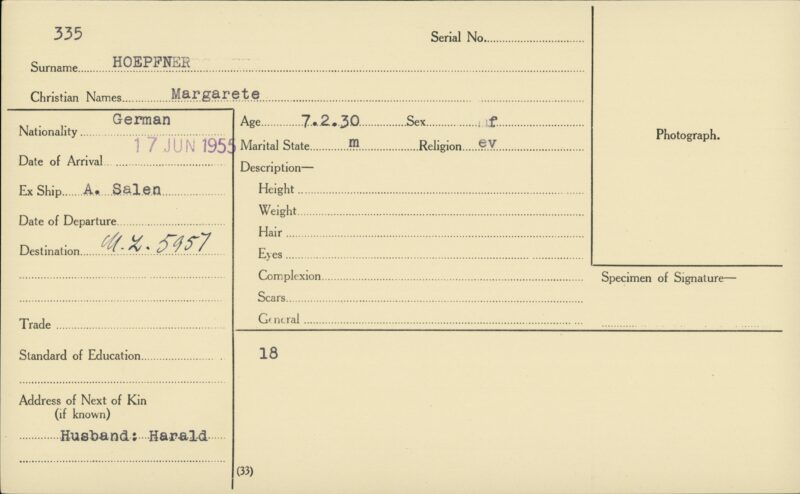 335
Serial No.
Surname HOEPFNER
Christian Names Margarete
Nationality German
Date of Arrival 17 JUN 1955
Ex Ship A. Salen
Date of Departure
Destination M.L. 5957
Trade
Standard of Education
Address of Next of Kin
(if known)
Husband: Harald
Age 7.2.30 Sex f
Marital State m Religion ev
Description—
Height
Weight
Hair
Eyes
Complexion
Scars
General
18
(33)
Photograph.
Specimen of Signature—